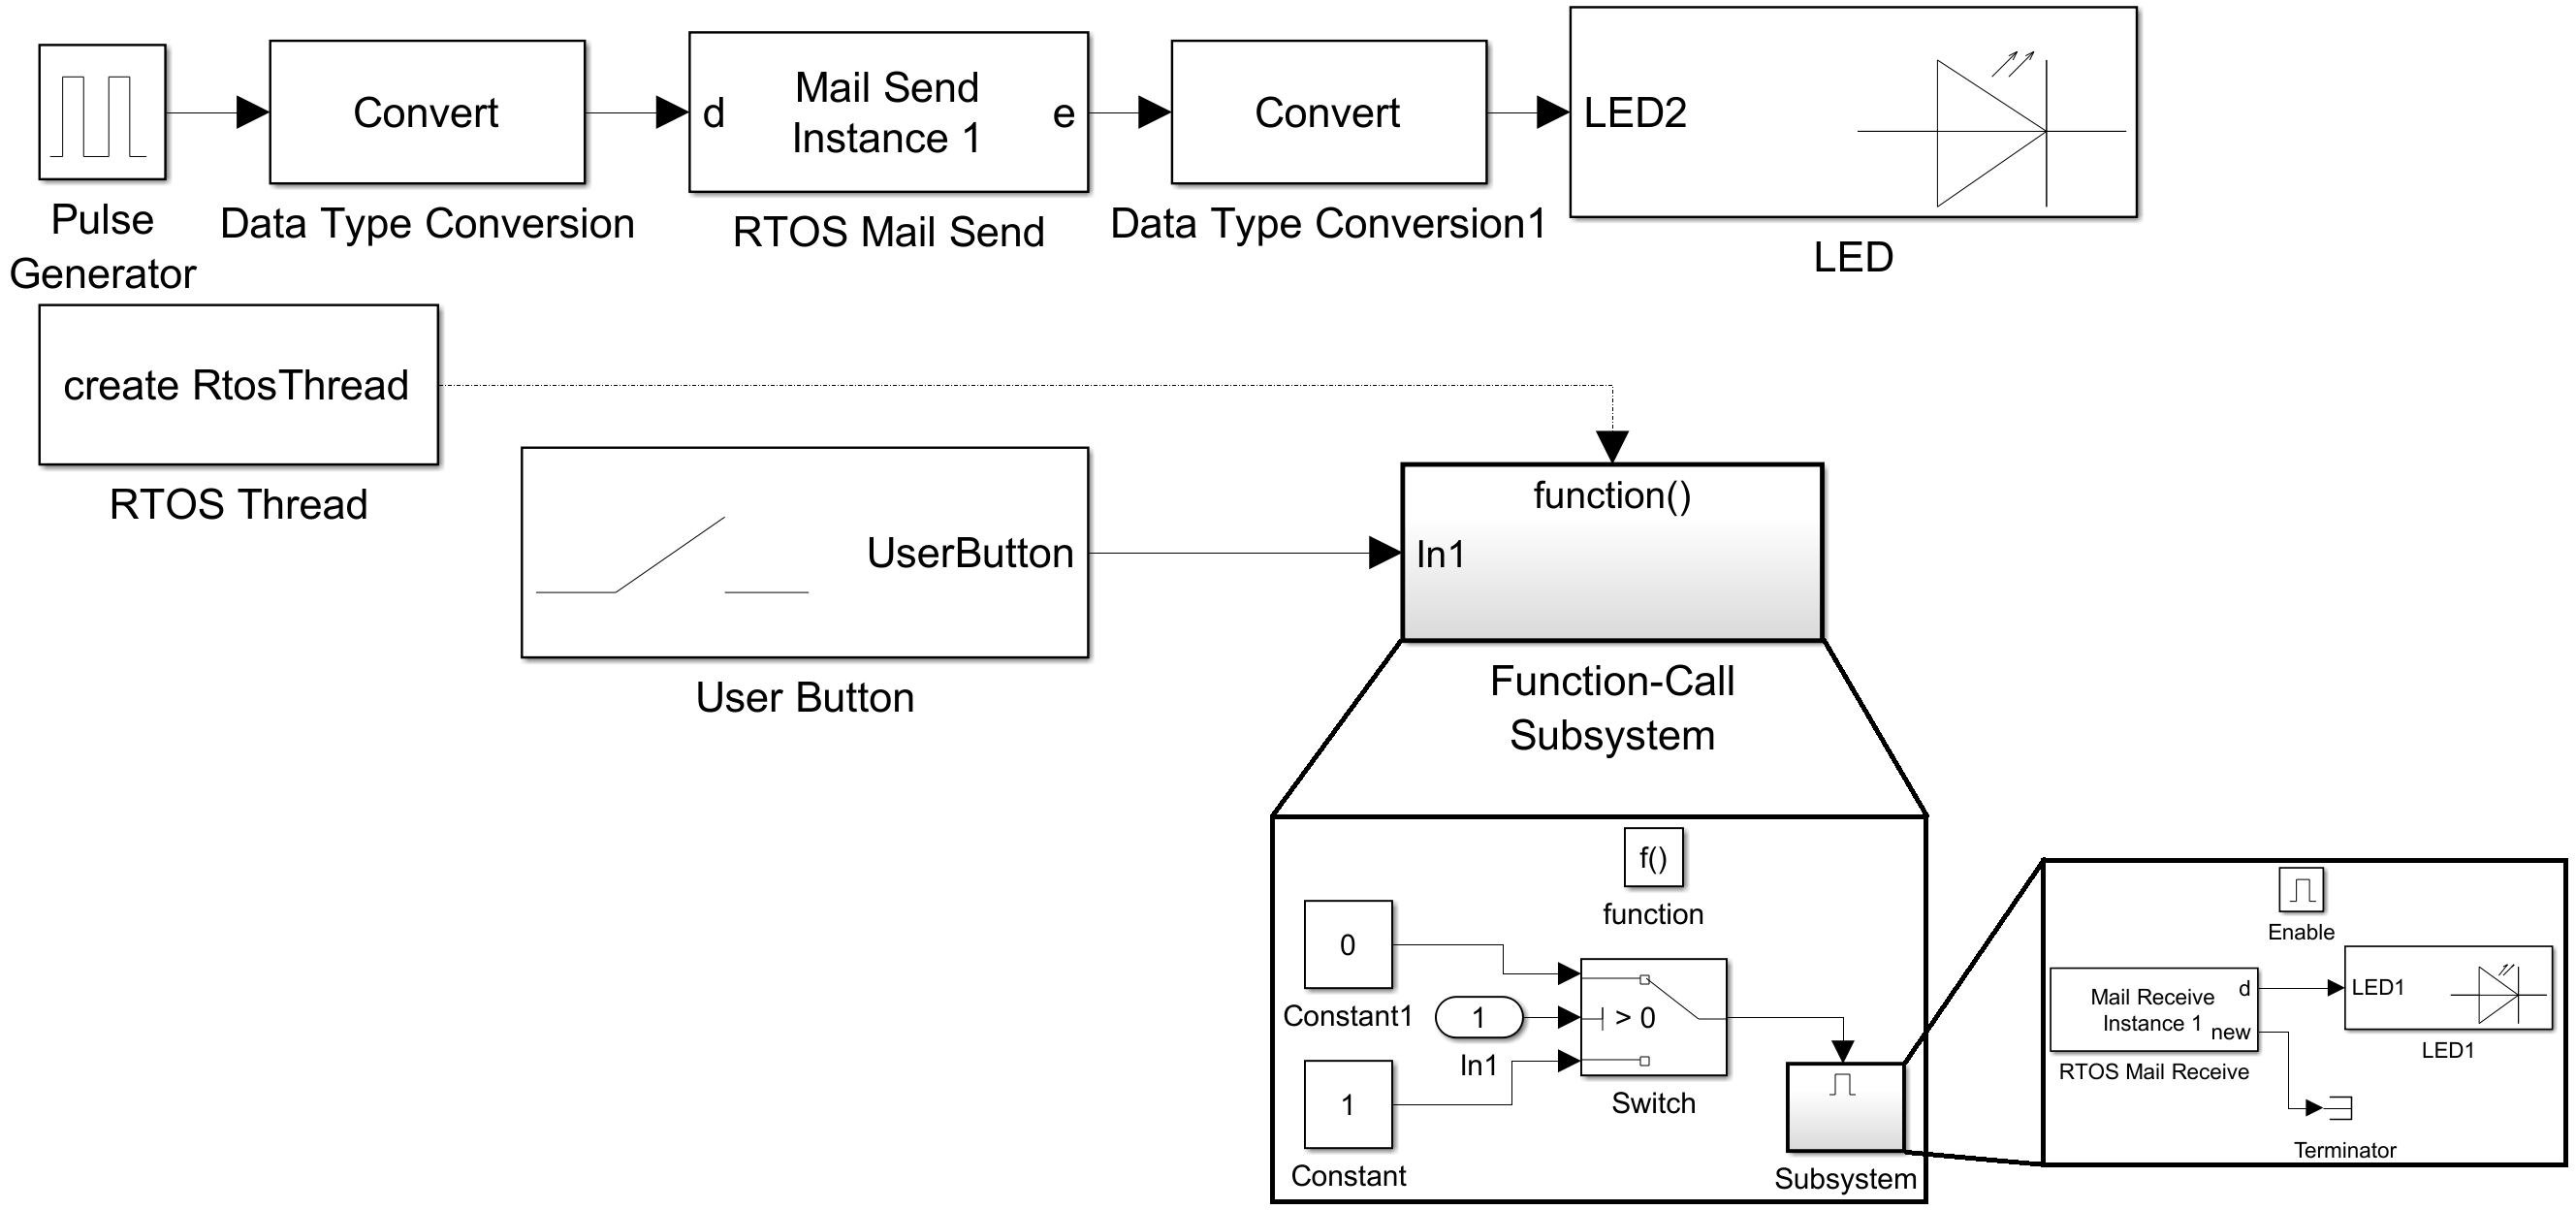 Convert
d
Mail Send
Instance 1
e
Convert
LED2
Pulse
Generator
Data Type Conversion
RTOS Mail Send
Data Type Conversion1
LED
create RtosThread
RTOS Thread
UserButton
User Button
function()
In1
Function-Call
Subsystem
f()
function
0
Constant1
1
In1
> 0
Switch
1
Constant
Subsystem
Enable
Mail Receive
Instance 1
d
new
RTOS Mail Receive
LED1
LED1
Terminator